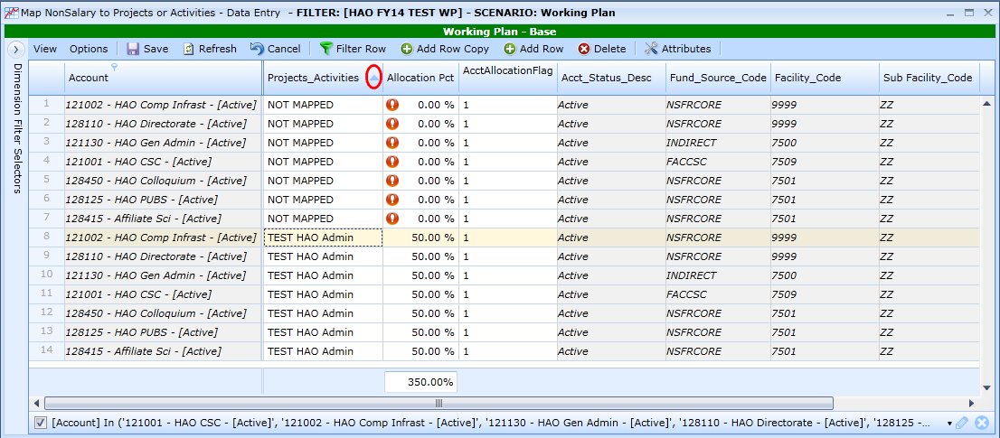 Map NonSalary to Projects or Activities - Data Entry - FILTER: [HAO FY14 TEST WP] - SCENARIO: Working Plan
Working Plan - Base
View Options Save Refresh Cancel Filter Row Add Row Copy Add Row Delete Attributes
Dimension Filter Selectors
Account Projects_Activities Allocation Pct AcctAllocationFlag Acct_Status_Desc Fund_Source_Code Facility_Code Sub Facility_Code
1 121002 - HAO Comp Infrast - [Active] NOT MAPPED 0.00 % 1 Active NSFRCORE 9999 ZZ
2 128110 - HAO Directorate - [Active] NOT MAPPED 0.00 % 1 Active NSFRCORE 9999 ZZ
3 121130 - HAO Gen Admin - [Active] NOT MAPPED 0.00 % 1 Active INDIRECT 7500 ZZ
4 121001 - HAO CSC - [Active] NOT MAPPED 0.00 % 1 Active FACCSC 7509 ZZ
5 128450 - HAO Colloquium - [Active] NOT MAPPED 0.00 % 1 Active NSFRCORE 7501 ZZ
6 128125 - HAO PUBS - [Active] NOT MAPPED 0.00 % 1 Active NSFRCORE 7501 ZZ
7 128415 - Affiliate Sci - [Active] NOT MAPPED 0.00 % 1 Active NSFRCORE 7501 ZZ
8 121002 - HAO Comp Infrast - [Active] TEST HAO Admin 50.00 % 1 Active NSFRCORE 9999 ZZ
9 128110 - HAO Directorate - [Active] TEST HAO Admin 50.00 % 1 Active NSFRCORE 9999 ZZ
10 121130 - HAO Gen Admin - [Active] TEST HAO Admin 50.00 % 1 Active INDIRECT 7500 ZZ
11 121001 - HAO CSC - [Active] TEST HAO Admin 50.00 % 1 Active FACCSC 7509 ZZ
12 128450 - HAO Colloquium - [Active] TEST HAO Admin 50.00 % 1 Active NSFRCORE 7501 ZZ
13 128125 - HAO PUBS - [Active] TEST HAO Admin 50.00 % 1 Active NSFRCORE 7501 ZZ
14 128415 - Affiliate Sci - [Active] TEST HAO Admin 50.00 % 1 Active NSFRCORE 7501 ZZ
350.00%
[Account] In ('121001 - HAO CSC - [Active]', '121002 - HAO Comp Infrast - [Active]', '121130 - HAO Gen Admin - [Active]', '128110 - HAO Directorate - [Active]', '128125 -...